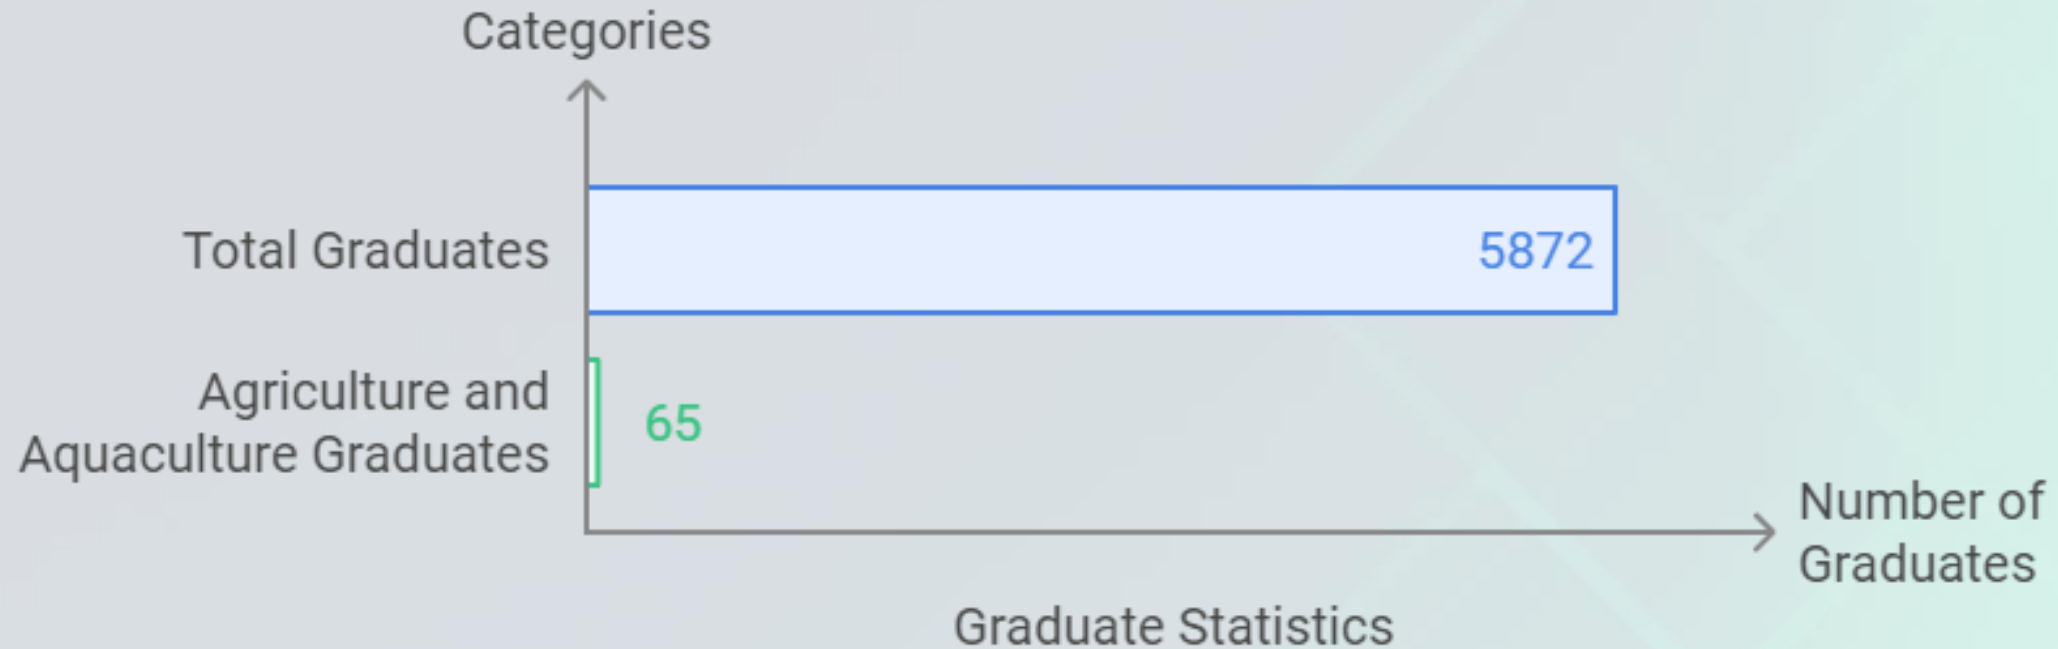 Categories
Total Graduates
5872
Agriculture and
Aquaculture Graduates
65
Number of
Graduates
Graduate Statistics